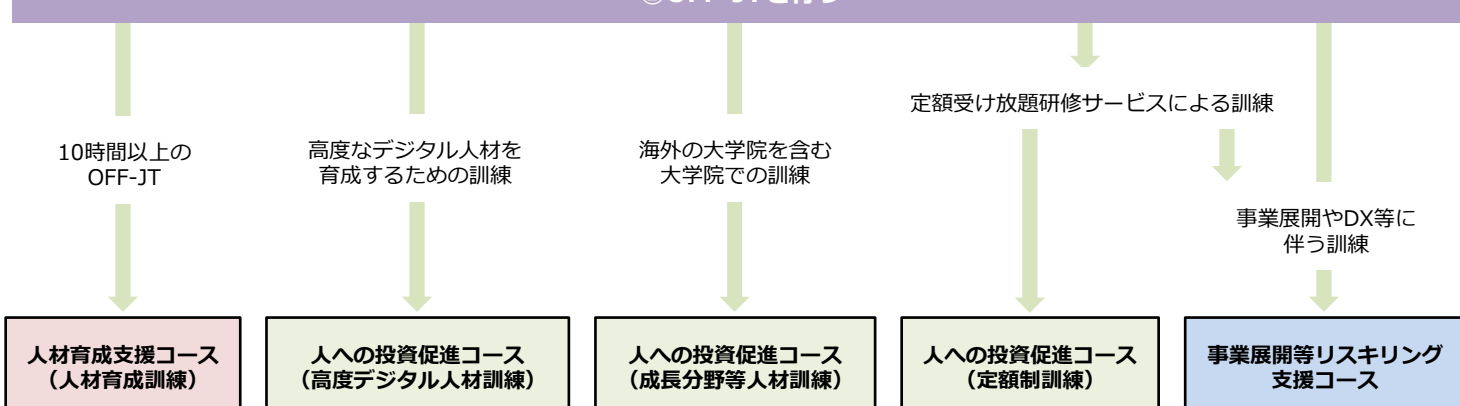 定額受け放題研修サービスによる訓練
10時間以上の
OFF-JT
高度なデジタル人材を
育成するための訓練
海外の大学院を含む
大学院での訓練
事業展開やDX等に
伴う訓練
人材育成支援コース
（人材育成訓練）
人への投資促進コース
（高度デジタル人材訓練）
人への投資促進コース
（成長分野等人材訓練）
人への投資促進コース
（定額制訓練）
事業展開等リスキリング
支援コース